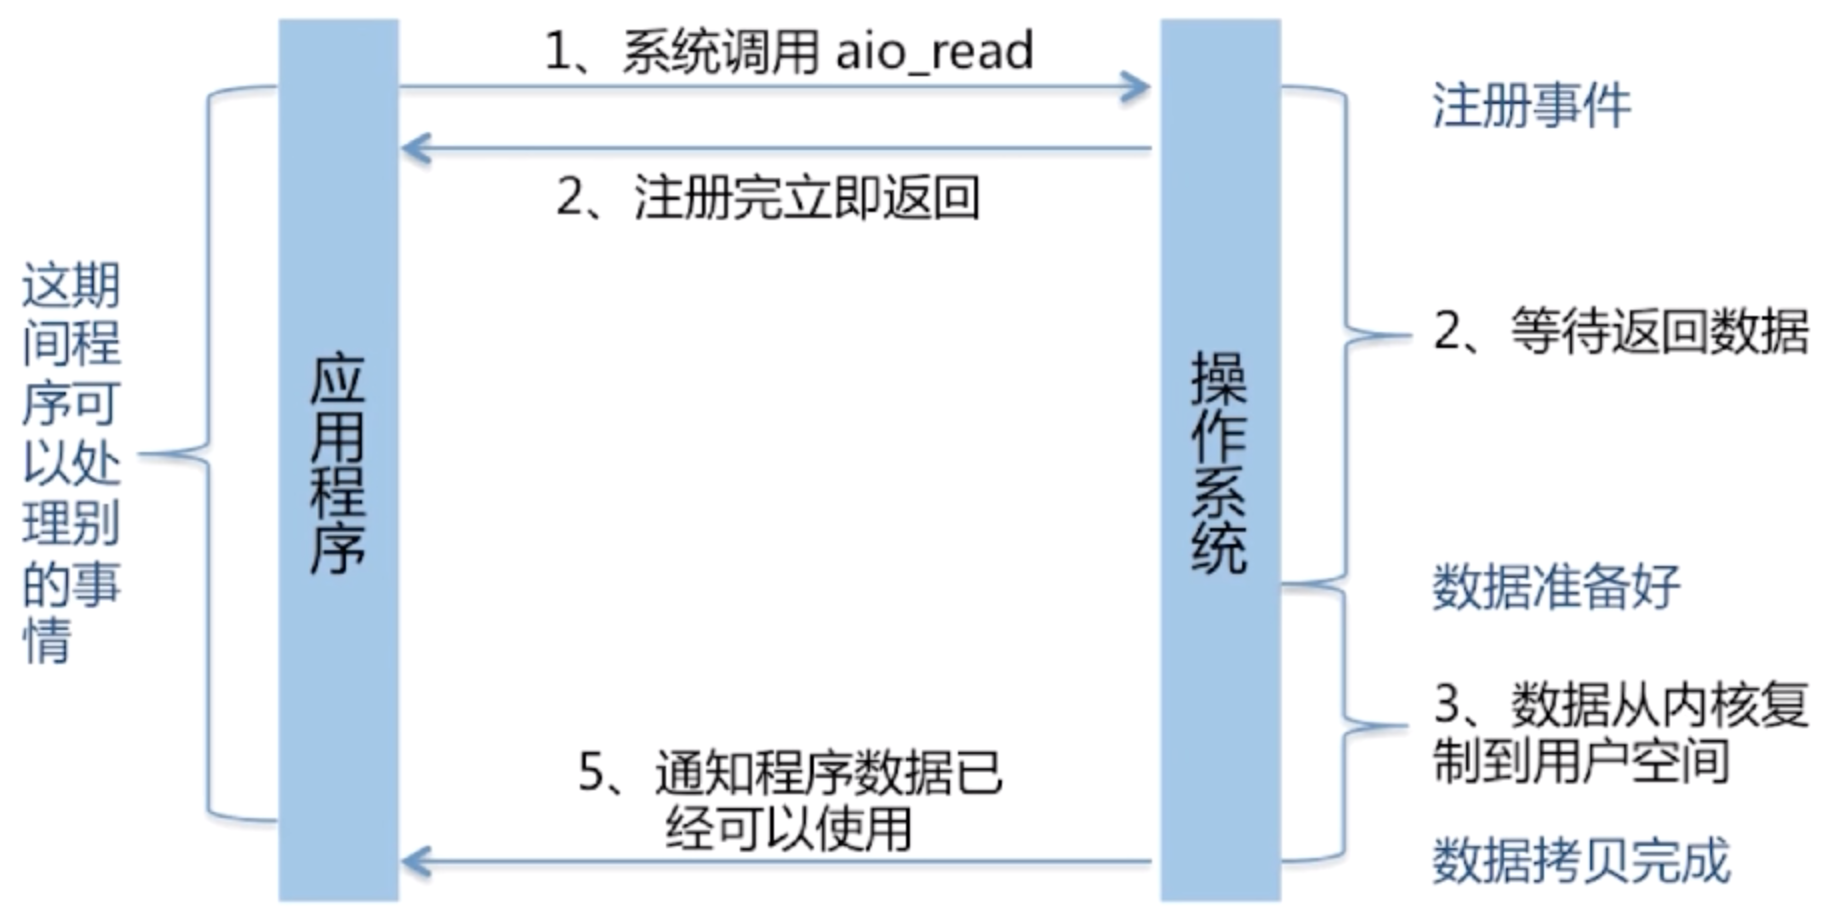 1、系统调用 aio_read
注册事件
2、注册完立即返回
这期
间程
序可
以处
理别
的事
情
应用程序
操作系统
2、等待返回数据
数据准备好
3、数据从内核复
制到用户空间
5、通知程序数据已
经可以使用
数据拷贝完成